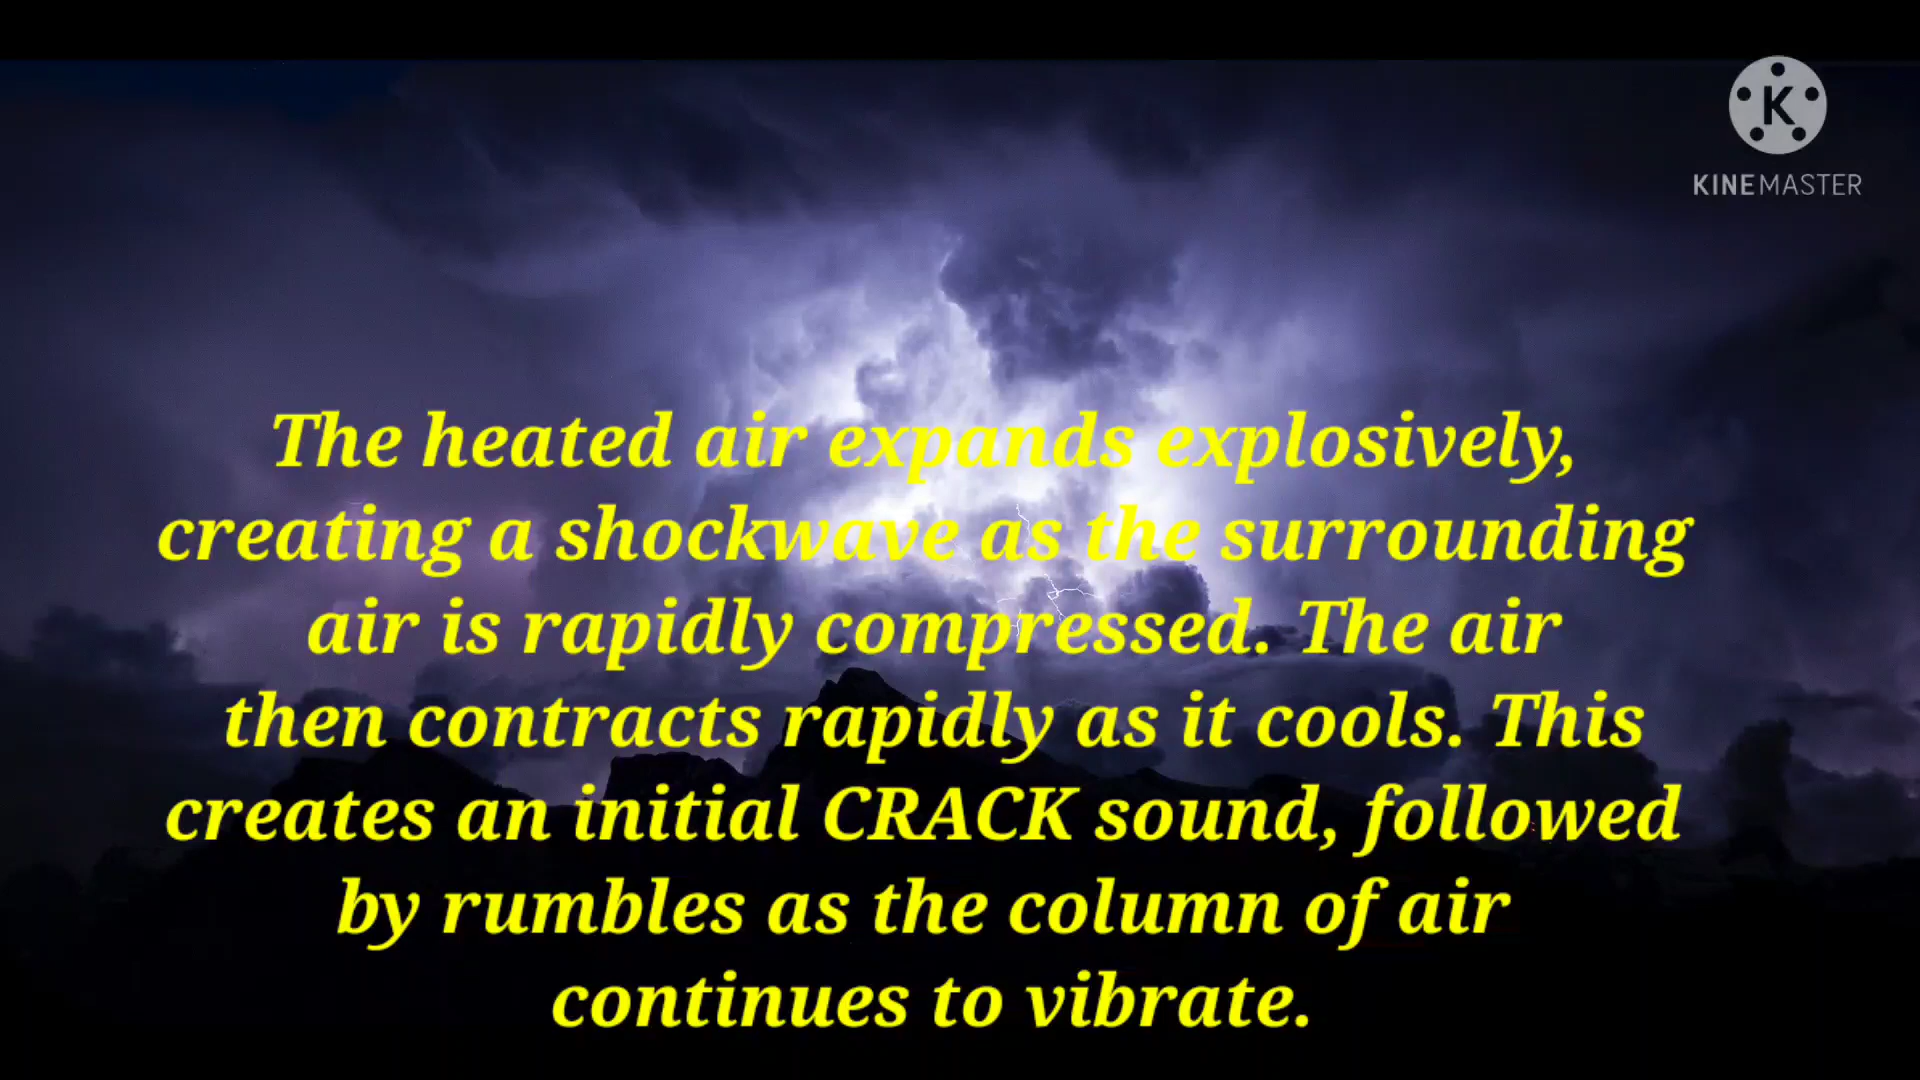 K
KINEMASTER
The heated air expands explosively,
creating a shockwave as the surrounding
air is rapidly compressed. The air
then contracts rapidly as it cools. This
creates an initial CRACK sound, followed
by rumbles as the column of air
continues to vibrate.